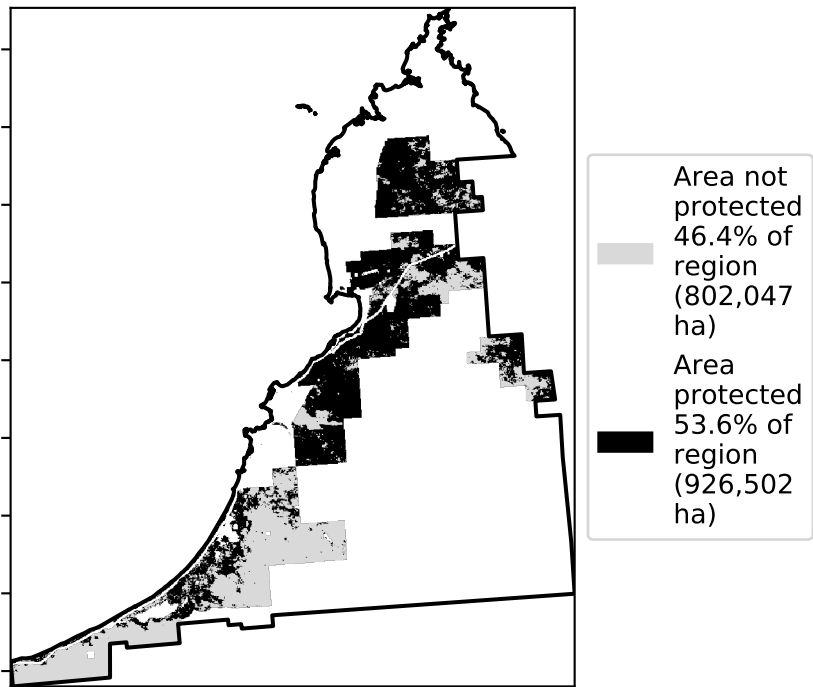 Area not
protected
46.4% of
region
(802,047
ha)
Area
protected
53.6% of
region
(926,502
ha)